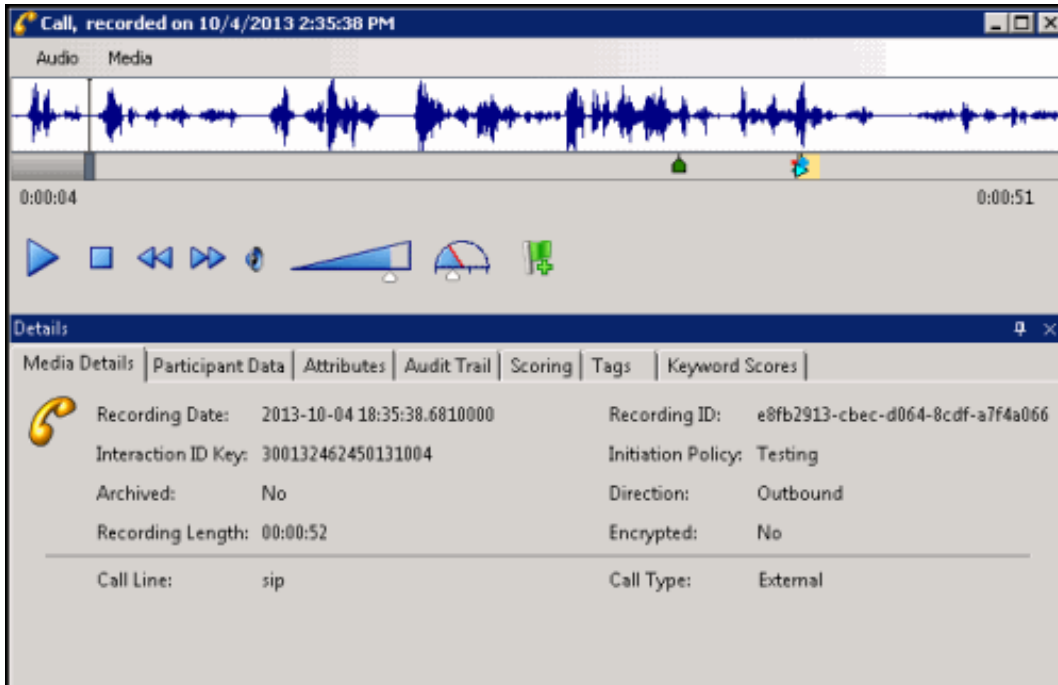 Call, recorded on 10/4/2013 2:35:38 PM
Audio Media
0:00:04 0:00:51
Details
Media Details Participant Data Attributes Audit Trail Scoring Tags Keyword Scores
Recording Date: 2013-10-04 18:35:38.6810000 Recording ID: e8fb2913-cbec-d064-8cdf-a7f4a066
Interaction ID Key: 300132462450131004 Initiation Policy: Testing
Archived: No Direction: Outbound
Recording Length: 00:00:52 Encrypted: No
Call Line: sip Call Type: External